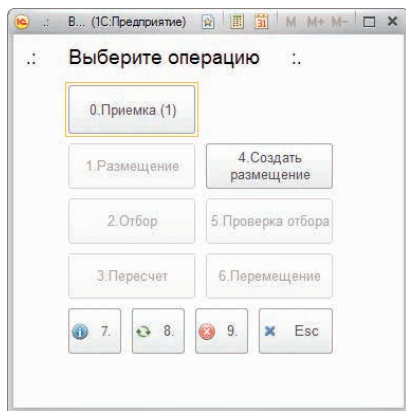 В... (1С:Предприятие) M M+ M-
.: Выберите операцию :.
0.Приемка (1)
1.Размещение
4.Создать
размещение
2.Отбор
5.Проверка отбора
3.Пересчет
6.Перемещение
7. 8. 9. Esc